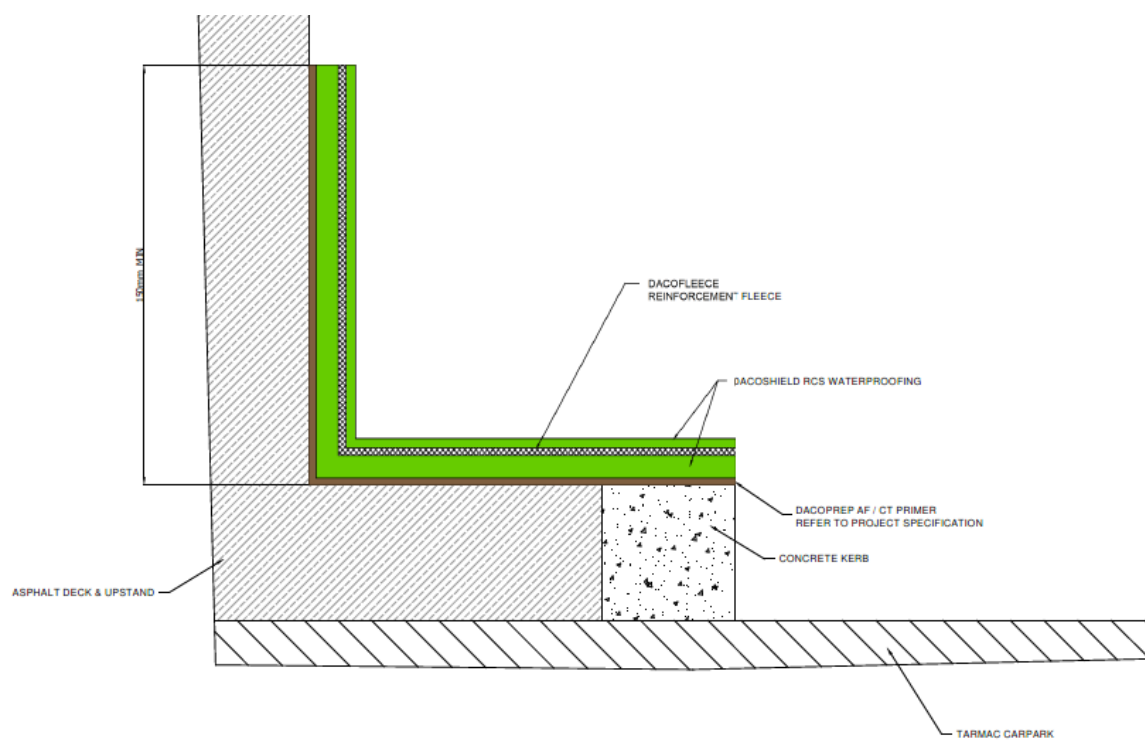 150mm MIN
DACOFLEECE
REINFORCEMENT FLEECE
DACOSHIELD RCS WATERPROOFING
DACOPREP AF / CT PRIMER
REFER TO PROJECT SPECIFICATION
CONCRETE KERB
ASPHALT DECK & UPSTAND
TARMAC CARPARK